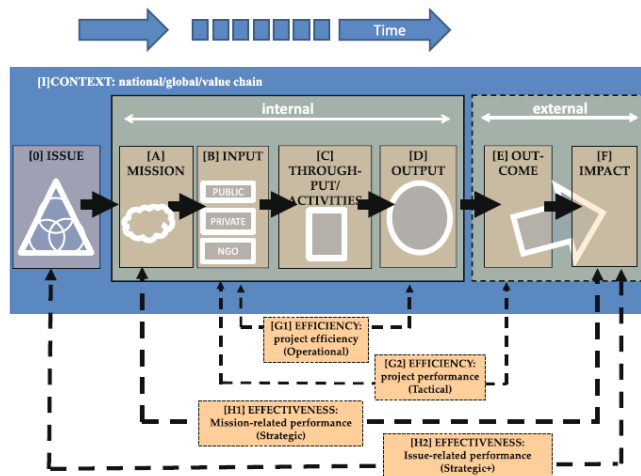 Time
[I]CONTEXT: national/global/value chain
internal
external
[0] ISSUE
[A]
MISSION
[B] INPUT
PUBLIC
PRIVATE
NGO
[C]
THROUGH-
PUT/
ACTIVITIES
[D]
OUTPUT
[E] OUT-
COME
[F]
IMPACT
[G1] EFFICIENCY:
project efficiency
(Operational)
[G2] EFFICIENCY:
project performance
(Tactical)
[H1] EFFECTIVENESS:
Mission-related performance
(Strategic)
[H2] EFFECTIVENESS:
Issue-related performance
(Strategic+)